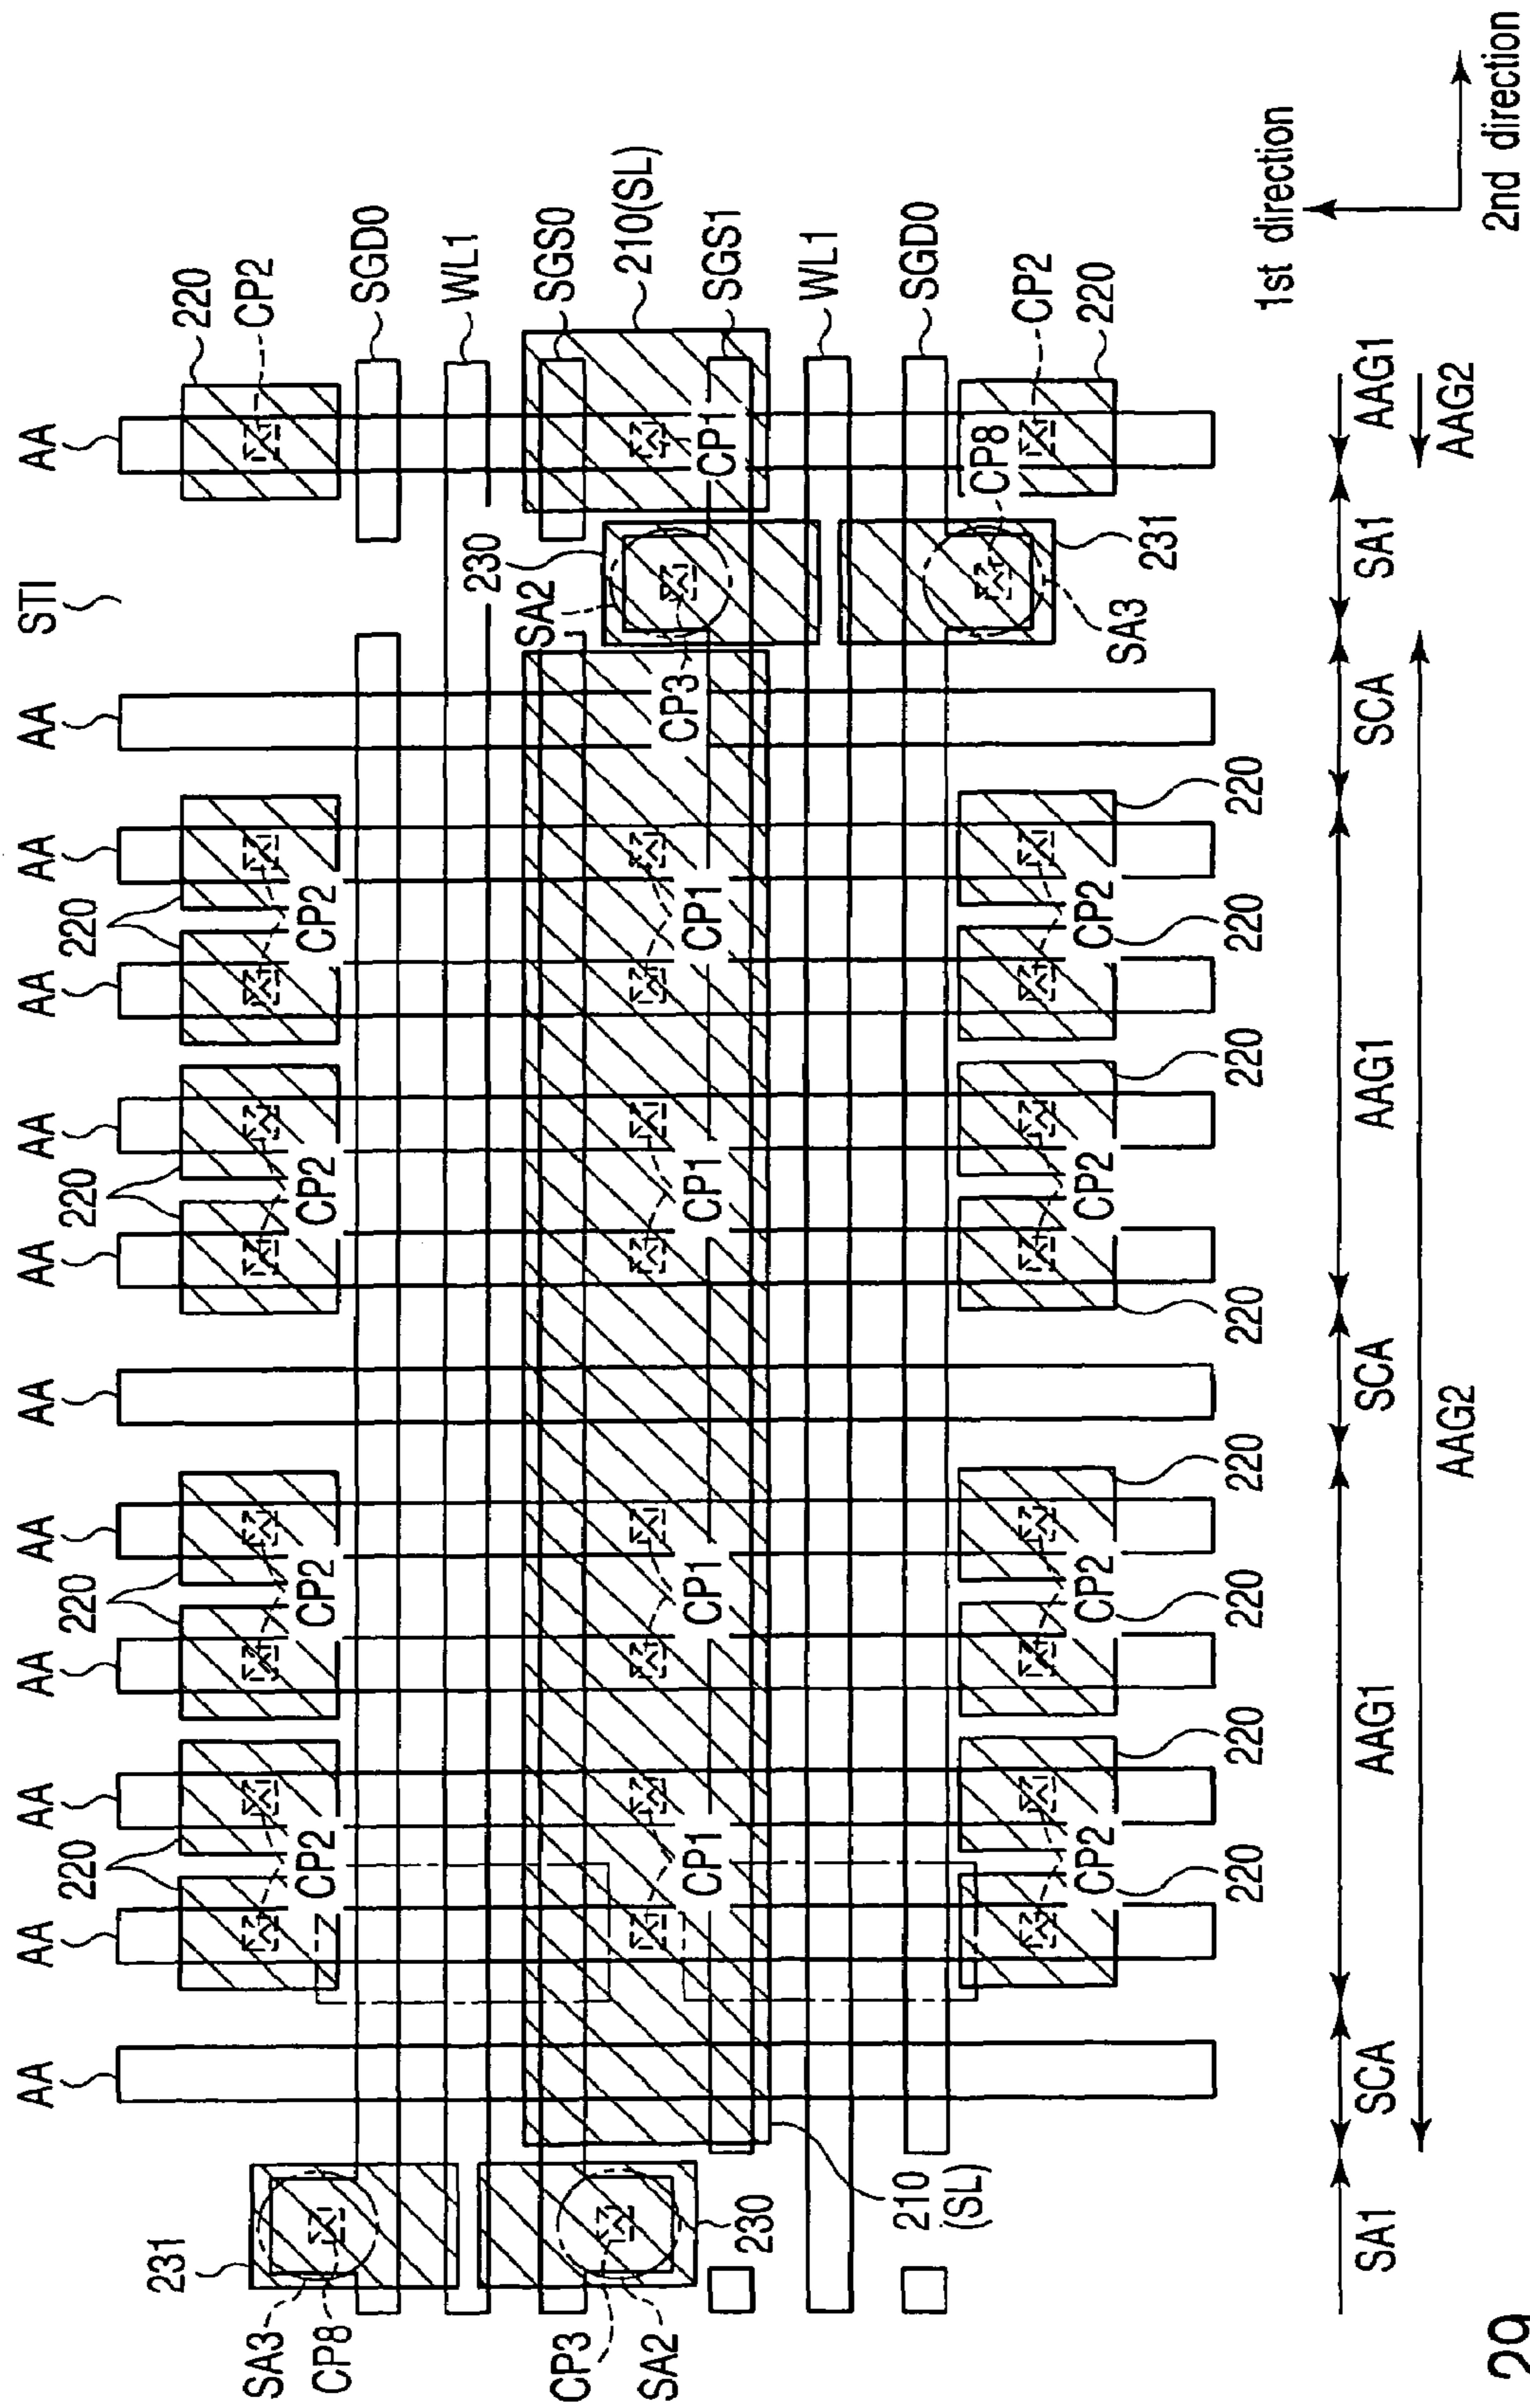 STI
AA AA AA AA AA AA AA AA AA AA AA AA
220 220 220 220 220
CP2
231
SA3
CP8
CP2 CP2 CP2 CP2
SGD0
WL1
SA2
230
SGS0
210(SL)
CP3
SA2
230
CP1 CP1 CP1 CP1 CP3 CP1
SGS1
210
(SL)
WL1
SGD0
CP8
CP2
CP2 CP2 CP2 CP2
231
SA3
220 220 220 220 220 220 220 220 220
1st direction
2nd direction
SA1 SCA AAG1 SCA AAG1 SCA SA1 AAG1
AAG2 AAG2
29